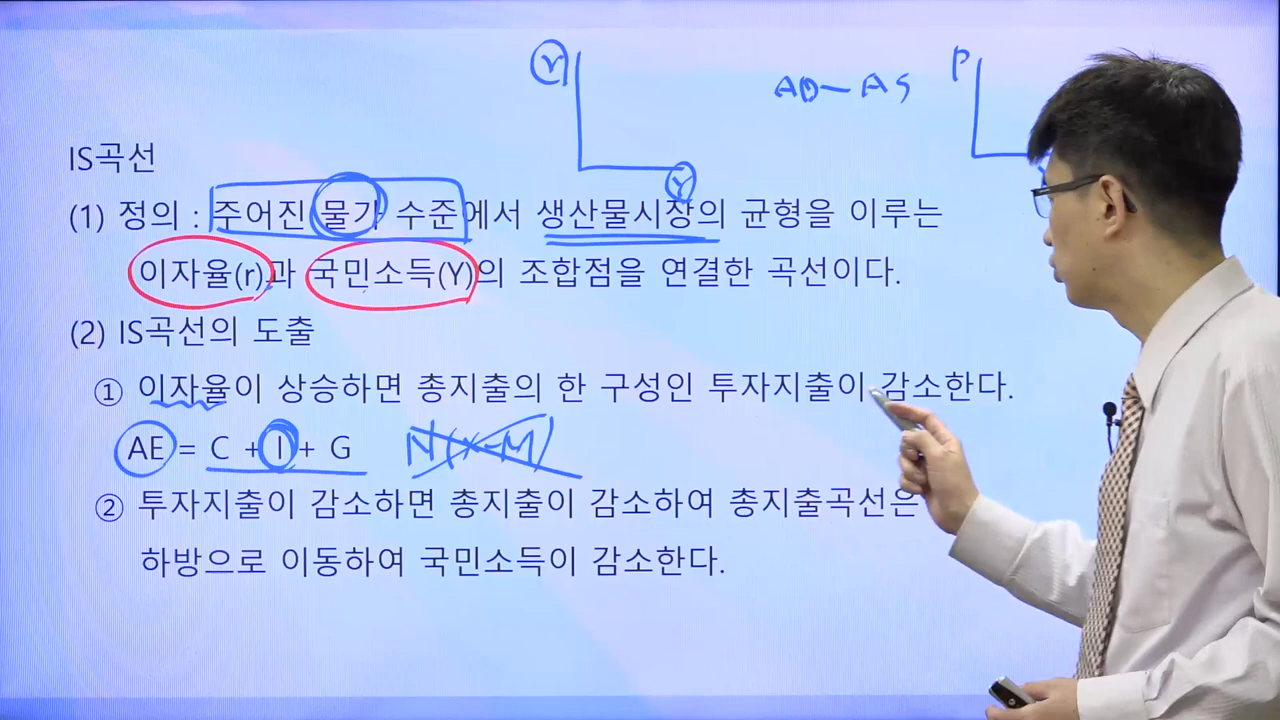 r
Y
AD-AS
P
IS곡선
(1) 정의 : 주어진 물가 수준에서 생산물시장의 균형을 이루는
이자율(r)과 국민소득(Y)의 조합점을 연결한 곡선이다.
(2) IS곡선의 도출
① 이자율이 상승하면 총지출의 한 구성인 투자지출이 감소한다.
AE = C + I + G
② 투자지출이 감소하면 총지출이 감소하여 총지출곡선은
하방으로 이동하여 국민소득이 감소한다.